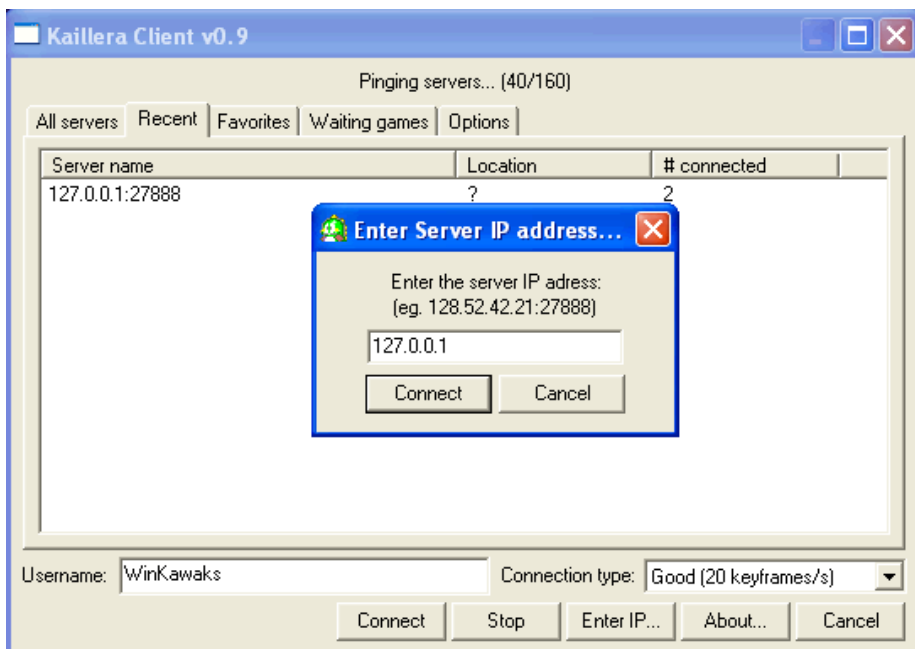 Kaillera Client v0.9
Pinging servers... (40/160)
All servers Recent Favorites Waiting games Options
Server name Location # connected
127.0.0.1:27888 ? 2
Enter Server IP address...
Enter the server IP adress:
(eg. 128.52.42.21:27888)
127.0.0.1
Connect Cancel
Username: WinKawaks Connection type: Good (20 keyframes/s)
Connect Stop Enter IP... About... Cancel